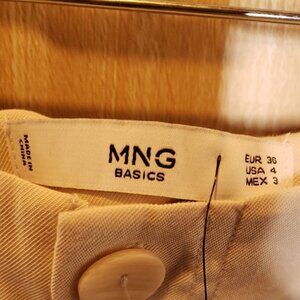 MADE IN
CHINA
MNG
BASICS
EUR 36
USA 4
MEX 3